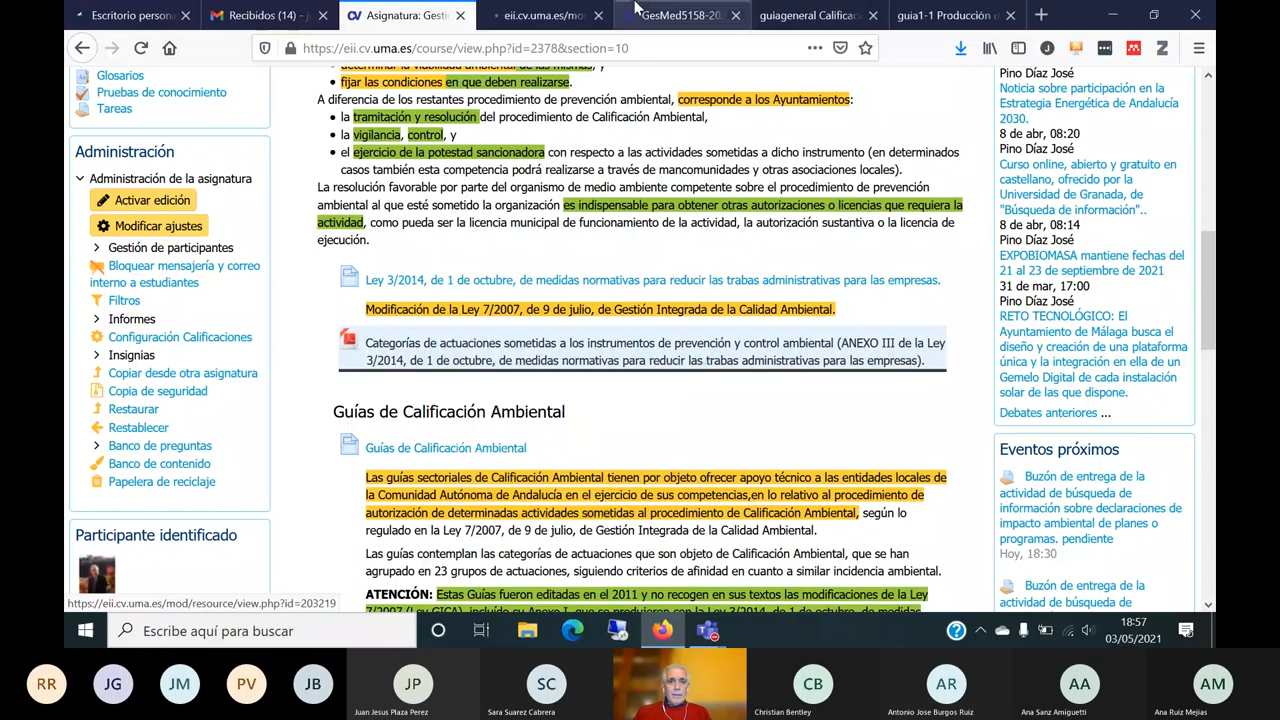 Escritorio persona
Recibidos (14) - j
Asignatura: Gesti
eii.cv.uma.es/mo
GesMed5158-20
guiageneral Calificac
guia1-1 Producción d
https://eii.cv.uma.es/course/view.php?id=2378&section=10
Glosarios
Pruebas de conocimiento
Tareas
Administración
Administración de la asignatura
Activar edición
Modificar ajustes
Gestión de participantes
Bloquear mensajería y correo
interno a estudiantes
Filtros
Informes
Configuración Calificaciones
Insignias
Copiar desde otra asignatura
Copia de seguridad
Restaurar
Restablecer
Banco de preguntas
Banco de contenido
Papelera de reciclaje
Participante identificado
https://eii.cv.uma.es/mod/resource/view.php?id=203219
determinar la viabilidad ambiental de las mismas, y
fijar las condiciones en que deben realizarse.
A diferencia de los restantes procedimiento de prevención ambiental, corresponde a los Ayuntamientos:
la tramitación y resolución del procedimiento de Calificación Ambiental,
la vigilancia, control, y
el ejercicio de la potestad sancionadora con respecto a las actividades sometidas a dicho instrumento (en determinados
casos también esta competencia podrá realizarse a través de mancomunidades y otras asociaciones locales).
La resolución favorable por parte del organismo de medio ambiente competente sobre el procedimiento de prevención
ambiental al que esté sometido la organización es indispensable para obtener otras autorizaciones o licencias que requiera la
actividad, como pueda ser la licencia municipal de funcionamiento de la actividad, la autorización sustantiva o la licencia de
ejecución.
Ley 3/2014, de 1 de octubre, de medidas normativas para reducir las trabas administrativas para las empresas.
Modificación de la Ley 7/2007, de 9 de julio, de Gestión Integrada de la Calidad Ambiental.
Categorías de actuaciones sometidas a los instrumentos de prevención y control ambiental (ANEXO III de la Ley
3/2014, de 1 de octubre, de medidas normativas para reducir las trabas administrativas para las empresas).
Guías de Calificación Ambiental
Guías de Calificación Ambiental
Las guías sectoriales de Calificación Ambiental tienen por objeto ofrecer apoyo técnico a las entidades locales de
la Comunidad Autónoma de Andalucía en el ejercicio de sus competencias,en lo relativo al procedimiento de
autorización de determinadas actividades sometidas al procedimiento de Calificación Ambiental, según lo
regulado en la Ley 7/2007, de 9 de julio, de Gestión Integrada de la Calidad Ambiental.
Las guías contemplan las categorías de actuaciones que son objeto de Calificación Ambiental, que se han
agrupado en 23 grupos de actuaciones, siguiendo criterios de afinidad en cuanto a similar incidencia ambiental.
ATENCIÓN: Estas Guías fueron editadas en el 2011 y no recogen en sus textos las modificaciones de la Ley
7/2007 (Ley GICA), incluido su Anexo I, que se produjeron con la Ley 3/2014, de 1 de octubre, de medidas
Pino Díaz José
Noticia sobre participación en la
Estrategia Energética de Andalucía
2030.
8 de abr, 08:20
Pino Díaz José
Curso online, abierto y gratuito en
castellano, ofrecido por la
Universidad de Granada, de
"Búsqueda de información"..
8 de abr, 08:14
Pino Díaz José
EXPOBIOMASA mantiene fechas del
21 al 23 de septiembre de 2021
31 de mar, 17:00
Pino Díaz José
RETO TECNOLÓGICO: El
Ayuntamiento de Málaga busca el
diseño y creación de una plataforma
única y la integración en ella de un
Gemelo Digital de cada instalación
solar de las que dispone.
Debates anteriores ...
Eventos próximos
Buzón de entrega de la
actividad de búsqueda de
información sobre declaraciones de
impacto ambiental de planes o
programas. pendiente
Hoy, 18:30
Buzón de entrega de la
actividad de búsqueda de
Escribe aquí para buscar
18:57
03/05/2021
RR
JG
JM
PV
JB
JP
Juan Jesus Plaza Perez
SC
Sara Suarez Cabrera
CB
Christian Bentley
AR
Antonio Jose Burgos Ruiz
AA
Ana Sanz Amiguetti
AM
Ana Ruiz Mejias